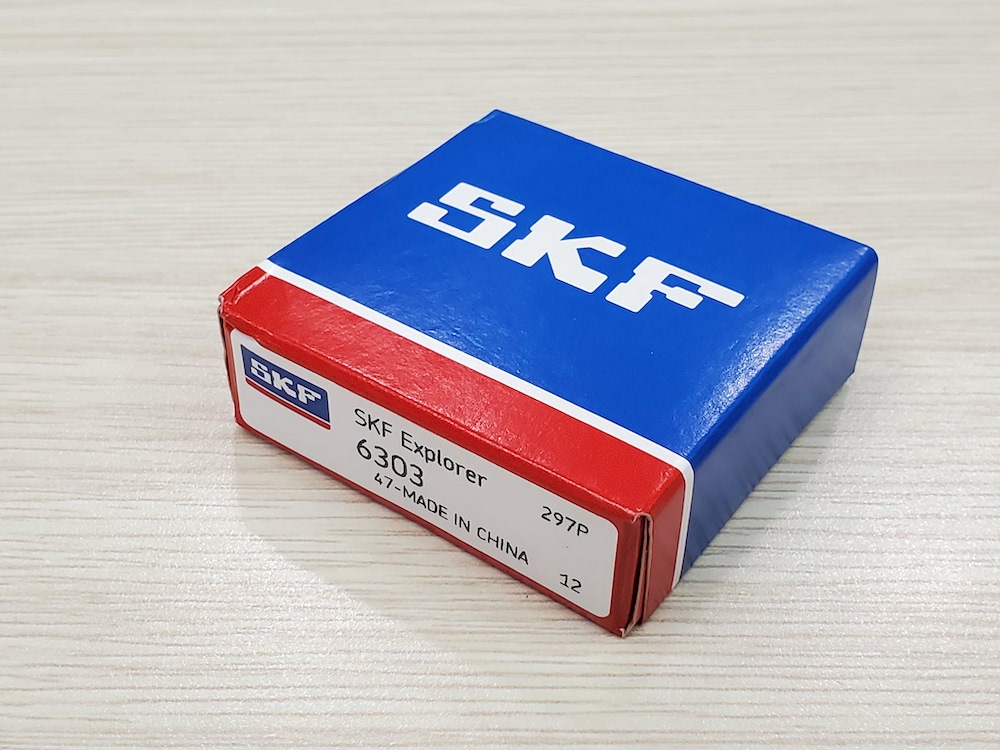 SKF
SKF
SKF Explorer
6303
47-MADE IN CHINA
297P
12